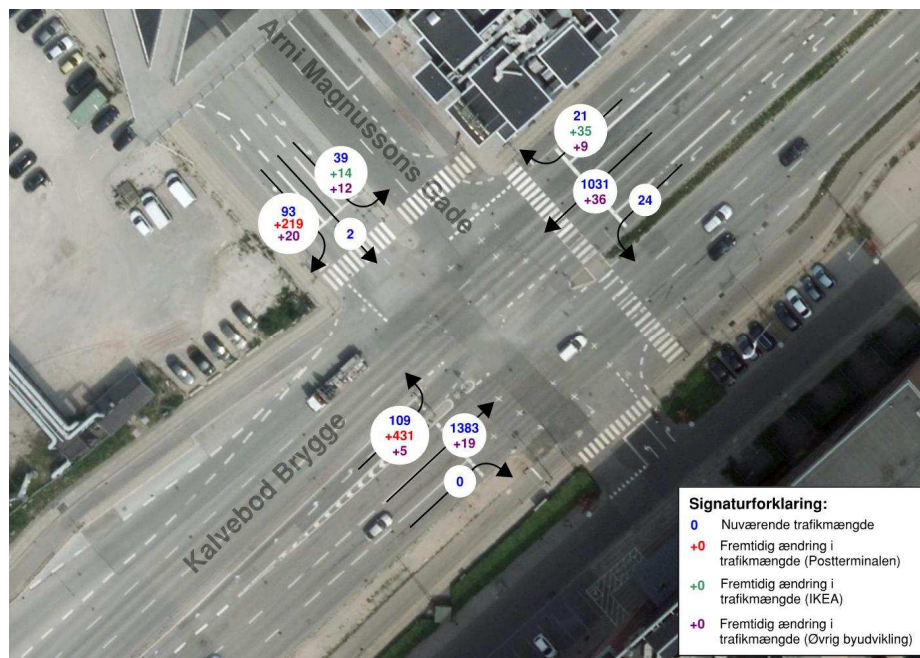 Arni Magnussons Gade
21
+35
+9
39
+14
+12
1031
+36
24
93
+219
+20
2
109
+431
+5
1383
+19
0
Kalvebod Brygge
Signaturforklaring:
0 Nuværende trafikmængde
+0 Fremtidig ændring i
trafikmængde (Postterminalen)
+0 Fremtidig ændring i
trafikmængde (IKEA)
+0 Fremtidig ændring i
trafikmængde (Øvrig byudvikling)